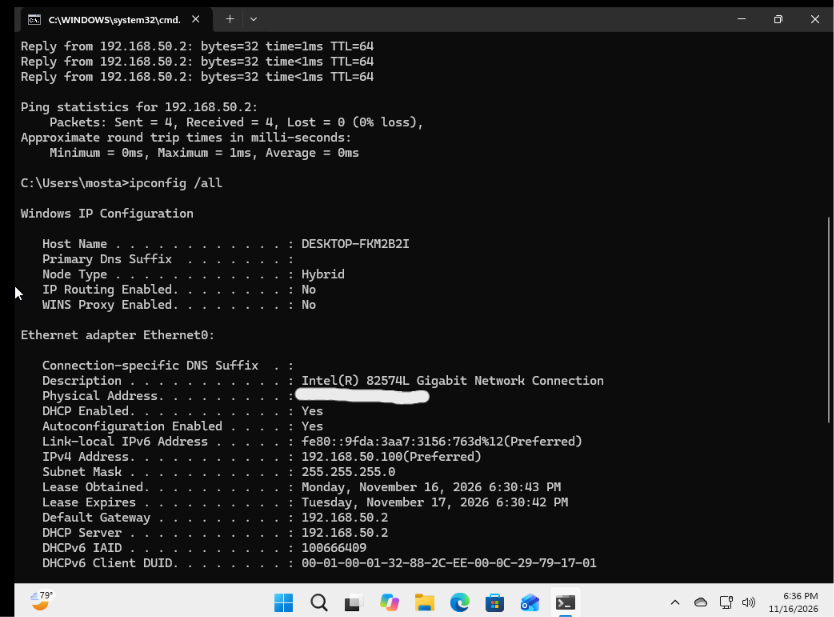 C:\WINDOWS\system32\cmd.
Reply from 192.168.50.2: bytes=32 time=1ms TTL=64
Reply from 192.168.50.2: bytes=32 time<1ms TTL=64
Reply from 192.168.50.2: bytes=32 time<1ms TTL=64
Ping statistics for 192.168.50.2:
    Packets: Sent = 4, Received = 4, Lost = 0 (0% loss),
Approximate round trip times in milli-seconds:
    Minimum = 0ms, Maximum = 1ms, Average = 0ms
C:\Users\mosta>ipconfig /all
Windows IP Configuration
   Host Name . . . . . . . . . . . . : DESKTOP-FKM2B2I
   Primary Dns Suffix  . . . . . . . :
   Node Type . . . . . . . . . . . . : Hybrid
   IP Routing Enabled. . . . . . . . : No
   WINS Proxy Enabled. . . . . . . . : No
Ethernet adapter Ethernet0:
   Connection-specific DNS Suffix  . :
   Description . . . . . . . . . . . : Intel(R) 82574L Gigabit Network Connection
   Physical Address. . . . . . . . . :
   DHCP Enabled. . . . . . . . . . . : Yes
   Autoconfiguration Enabled . . . . : Yes
   Link-local IPv6 Address . . . . . : fe80::9fda:3aa7:3156:763d%12(Preferred)
   IPv4 Address. . . . . . . . . . . : 192.168.50.100(Preferred)
   Subnet Mask . . . . . . . . . . . : 255.255.255.0
   Lease Obtained. . . . . . . . . . : Monday, November 16, 2026 6:30:43 PM
   Lease Expires . . . . . . . . . . : Tuesday, November 17, 2026 6:30:42 PM
   Default Gateway . . . . . . . . . : 192.168.50.2
   DHCP Server . . . . . . . . . . . : 192.168.50.2
   DHCPv6 IAID . . . . . . . . . . . : 100666409
   DHCPv6 Client DUID. . . . . . . . : 00-01-00-01-32-88-2C-EE-00-0C-29-79-17-01
79°
6:36 PM
11/16/2026